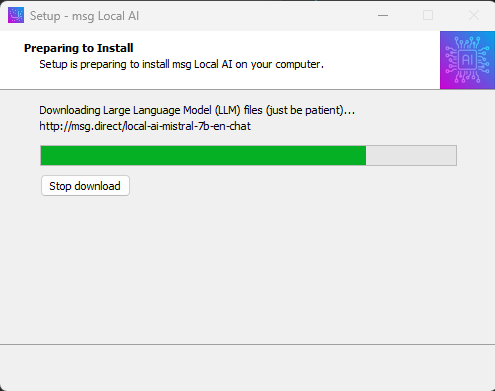 Setup - msg Local AI
Preparing to Install
Setup is preparing to install msg Local AI on your computer.
AI
Downloading Large Language Model (LLM) files (just be patient)...
http://msg.direct/local-ai-mistral-7b-en-chat
Stop download